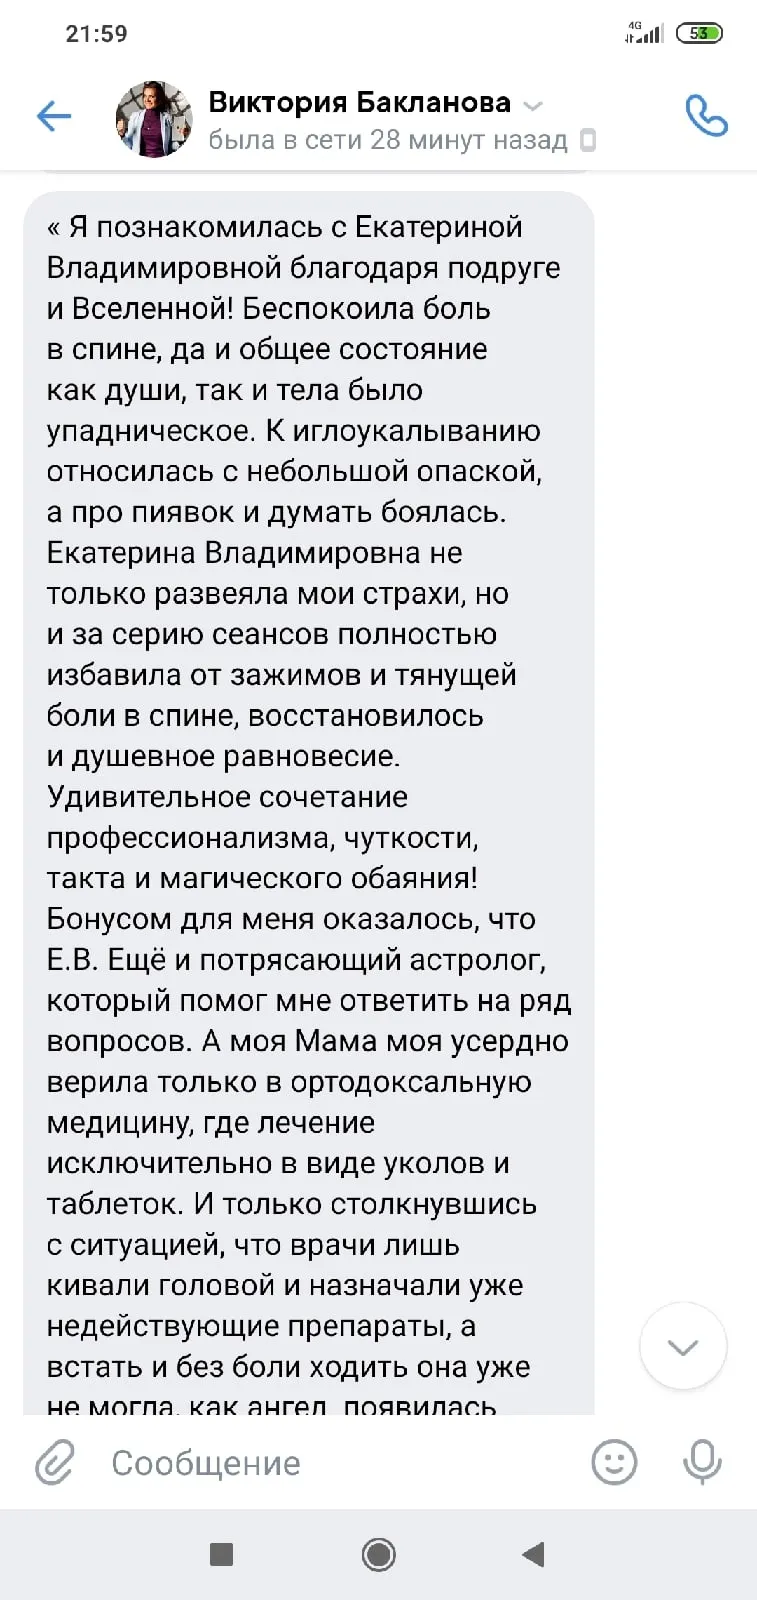 21:59
4G
53
Виктория Бакланова
была в сети 28 минут назад
« Я познакомилась с Екатериной
Владимировной благодаря подруге
и Вселенной! Беспокоила боль
в спине, да и общее состояние
как души, так и тела было
упадническое. К иглоукалыванию
относилась с небольшой опаской,
а про пиявок и думать боялась.
Екатерина Владимировна не
только развеяла мои страхи, но
и за серию сеансов полностью
избавила от зажимов и тянущей
боли в спине, восстановилось
и душевное равновесие.
Удивительное сочетание
профессионализма, чуткости,
такта и магического обаяния!
Бонусом для меня оказалось, что
Е.В. Ещё и потрясающий астролог,
который помог мне ответить на ряд
вопросов. А моя Мама моя усердно
верила только в ортодоксальную
медицину, где лечение
исключительно в виде уколов и
таблеток. И только столкнувшись
с ситуацией, что врачи лишь
кивали головой и назначали уже
недействующие препараты, а
встать и без боли ходить она уже
не могла, как ангел появилась
Сообщение